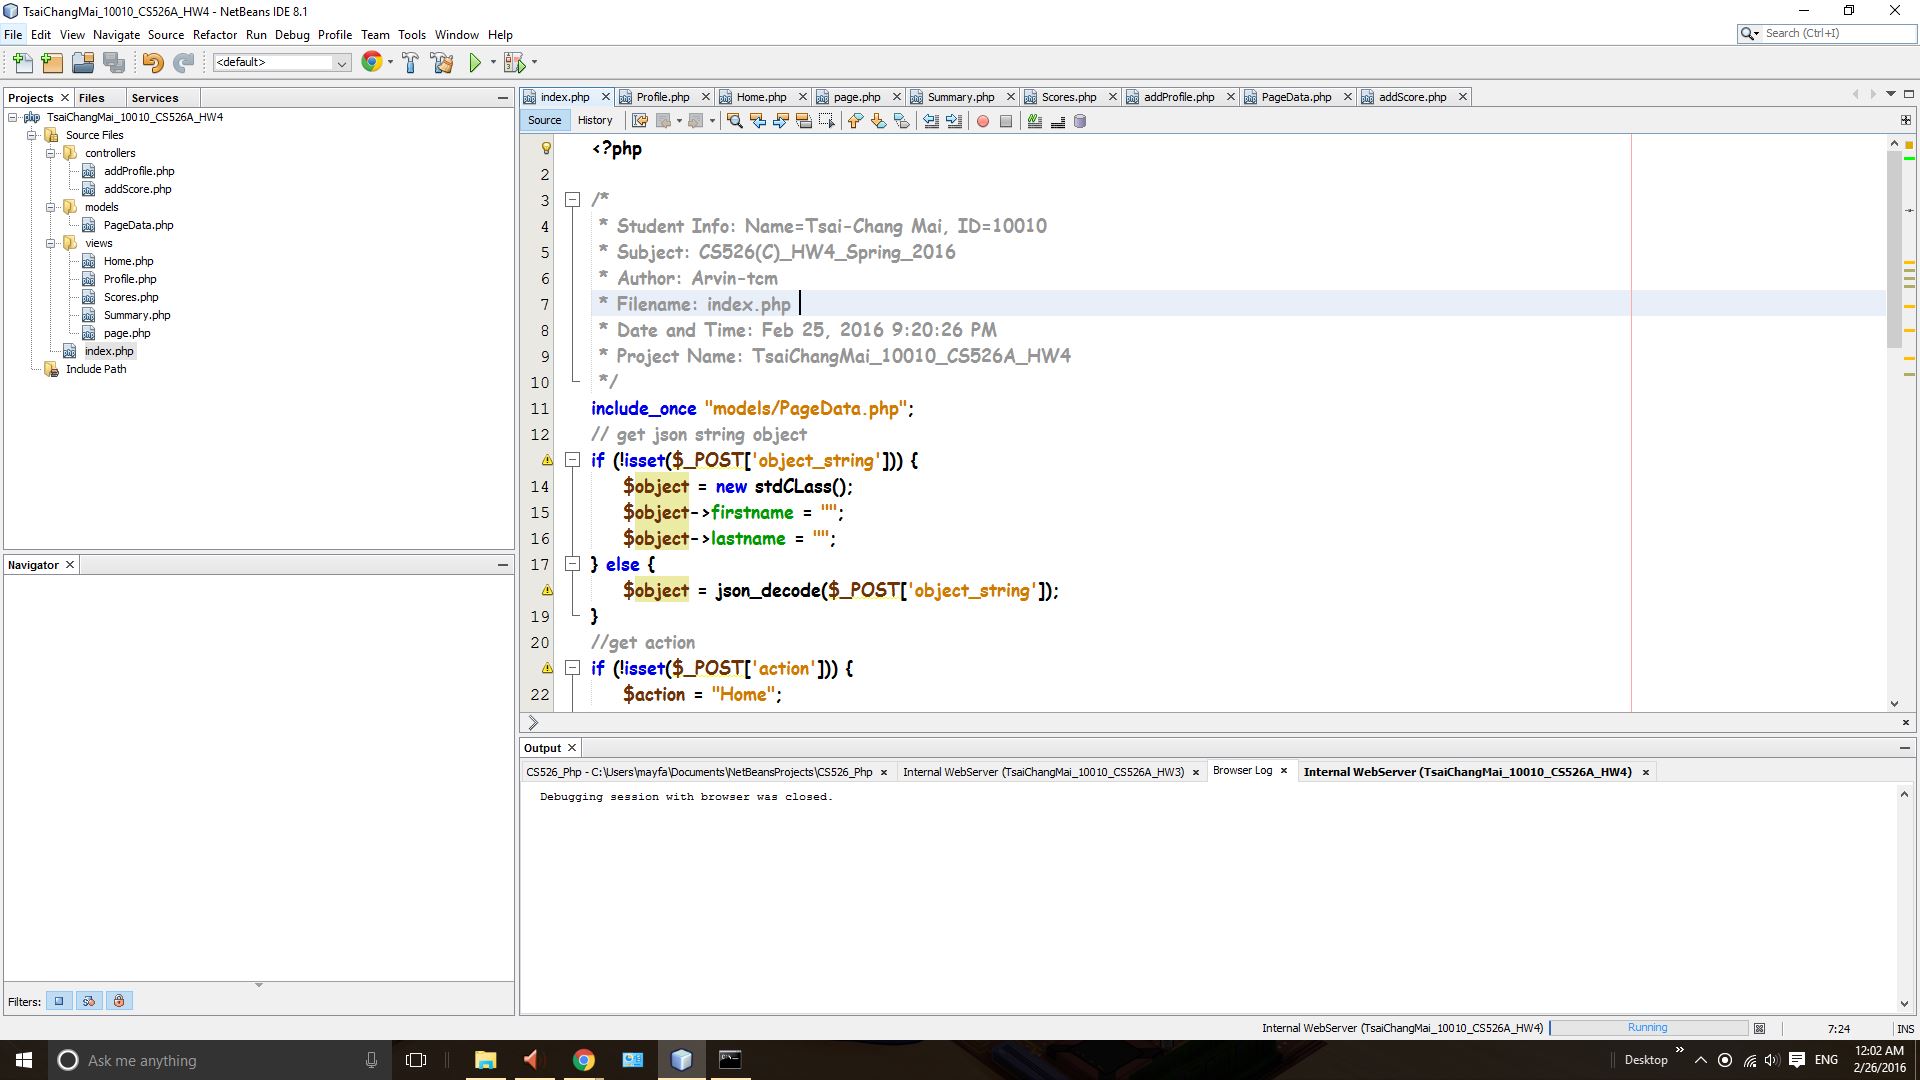 TsaiChangMai_10010_CS526A_HW4 - NetBeans IDE 8.1
File Edit View Navigate Source Refactor Run Debug Profile Team Tools Window Help
Search (Ctrl+I)
<default>
Projects Files Services
TsaiChangMai_10010_CS526A_HW4
Source Files
controllers
addProfile.php
addScore.php
models
PageData.php
views
Home.php
Profile.php
Scores.php
Summary.php
page.php
index.php
Include Path
Navigator
Filters:
index.php Profile.php Home.php page.php Summary.php Scores.php addProfile.php PageData.php addScore.php
Source History
<?php
2
3 /*
4 * Student Info: Name=Tsai-Chang Mai, ID=10010
5 * Subject: CS526(C)_HW4_Spring_2016
6 * Author: Arvin-tcm
7 * Filename: index.php
8 * Date and Time: Feb 25, 2016 9:20:26 PM
9 * Project Name: TsaiChangMai_10010_CS526A_HW4
10 */
11 include_once "models/PageData.php";
12 // get json string object
if (!isset($_POST['object_string'])) {
14 $object = new stdCLass();
15 $object->firstname = "";
16 $object->lastname = "";
17 } else {
$object = json_decode($_POST['object_string']);
19 }
20 //get action
if (!isset($_POST['action'])) {
22 $action = "Home";
Output
CS526_Php - C:\Users\mayfa\Documents\NetBeansProjects\CS526_Php Internal WebServer (TsaiChangMai_10010_CS526A_HW3) Browser Log Internal WebServer (TsaiChangMai_10010_CS526A_HW4)
Debugging session with browser was closed.
Internal WebServer (TsaiChangMai_10010_CS526A_HW4) Running 7:24 INS
Ask me anything
Desktop ENG 12:02 AM
2/26/2016